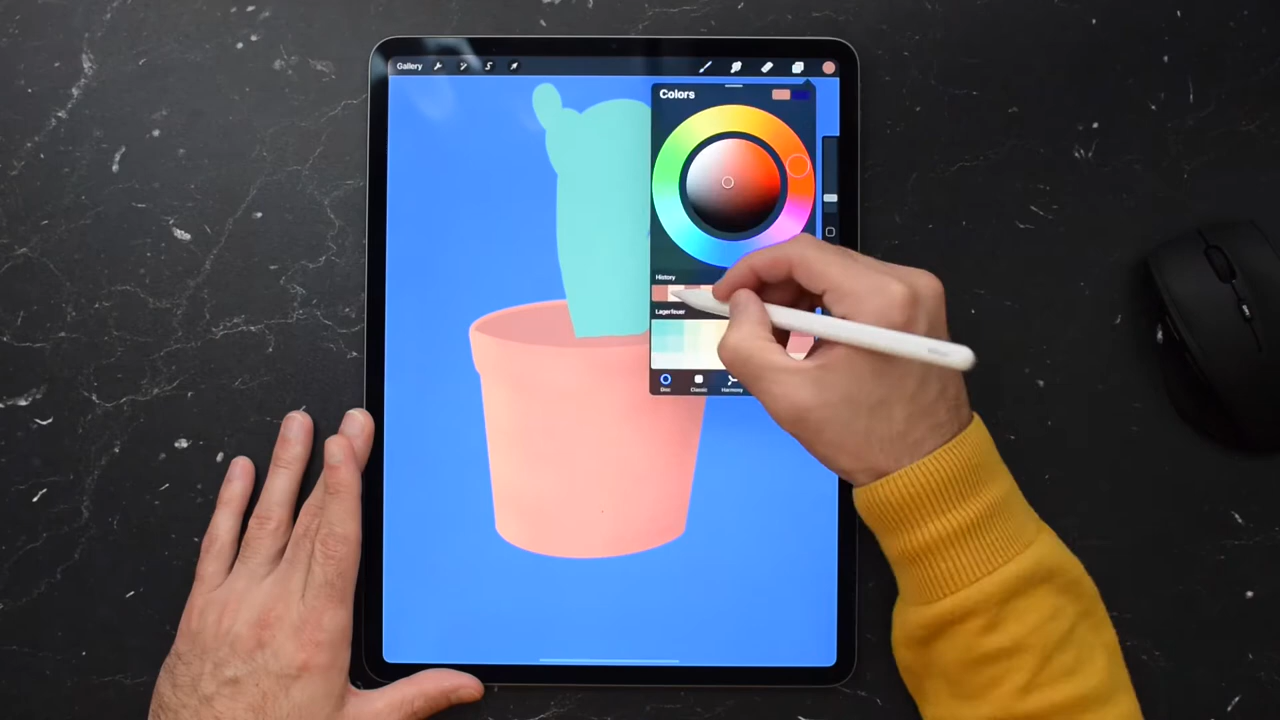 Gallery
Colors
History
Lagerfeuer
Disc Classic Harmony